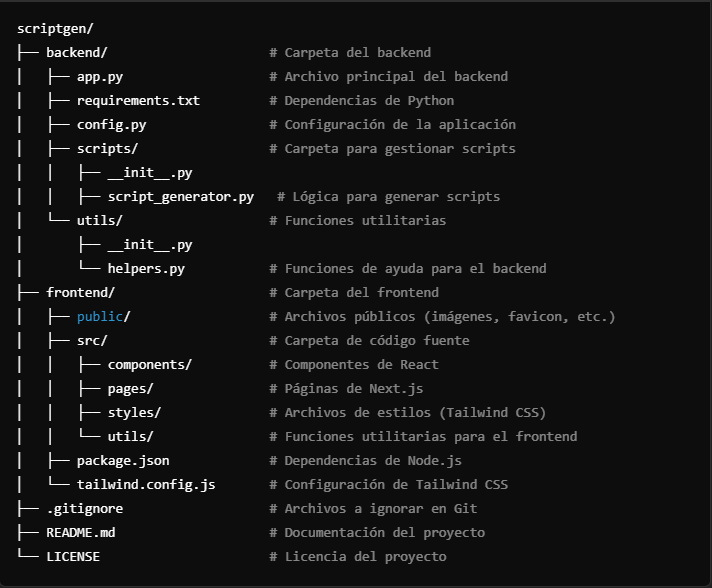 scriptgen/
├── backend/                     # Carpeta del backend
│   ├── app.py                   # Archivo principal del backend
│   ├── requirements.txt         # Dependencias de Python
│   ├── config.py                # Configuración de la aplicación
│   ├── scripts/                 # Carpeta para gestionar scripts
│   │   ├── __init__.py
│   │   ├── script_generator.py   # Lógica para generar scripts
│   └── utils/                   # Funciones utilitarias
│       ├── __init__.py
│       └── helpers.py           # Funciones de ayuda para el backend
├── frontend/                    # Carpeta del frontend
│   ├── public/                  # Archivos públicos (imágenes, favicon, etc.)
│   ├── src/                     # Carpeta de código fuente
│   │   ├── components/          # Componentes de React
│   │   ├── pages/               # Páginas de Next.js
│   │   ├── styles/              # Archivos de estilos (Tailwind CSS)
│   │   └── utils/               # Funciones utilitarias para el frontend
│   ├── package.json             # Dependencias de Node.js
│   └── tailwind.config.js       # Configuración de Tailwind CSS
├── .gitignore                   # Archivos a ignorar en Git
├── README.md                    # Documentación del proyecto
└── LICENSE                      # Licencia del proyecto